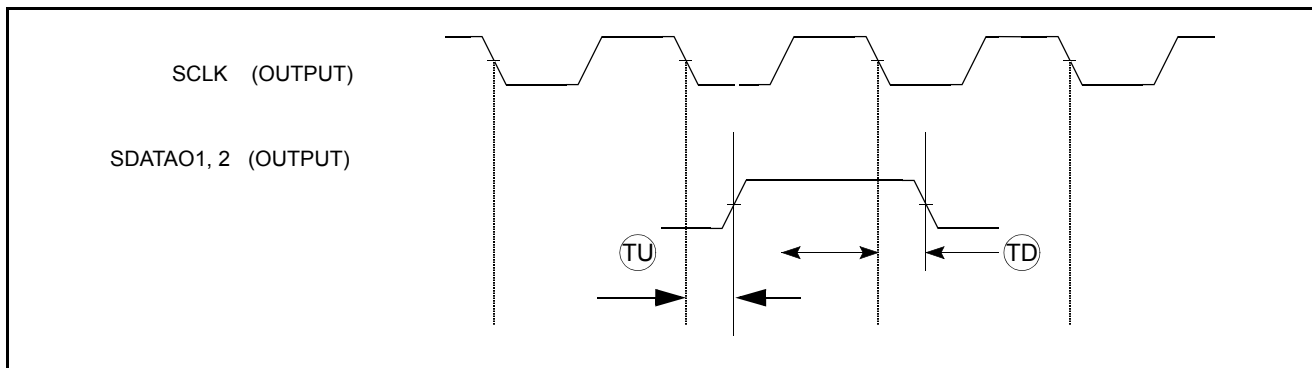 SCLK (OUTPUT)
SDATAO1, 2 (OUTPUT)
TU
TD